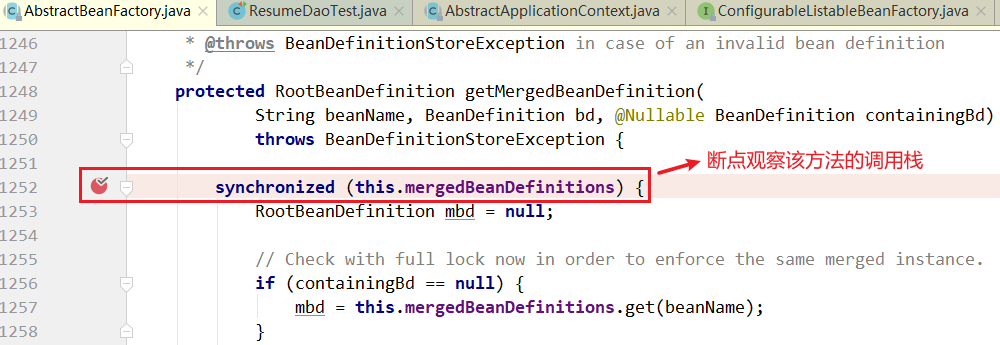 AbstractBeanFactory.java × ResumeDaoTest.java × AbstractApplicationContext.java × ConfigurableListableBeanFactory.java ×
1246 * @throws BeanDefinitionStoreException in case of an invalid bean definition
1247 */
1248 protected RootBeanDefinition getMergedBeanDefinition(
1249 String beanName, BeanDefinition bd, @Nullable BeanDefinition containingBd)
1250 throws BeanDefinitionStoreException {
1251
断点观察该方法的调用栈
1252 synchronized (this.mergedBeanDefinitions) {
1253 RootBeanDefinition mbd = null;
1254
1255 // Check with full lock now in order to enforce the same merged instance.
1256 if (containingBd == null) {
1257 mbd = this.mergedBeanDefinitions.get(beanName);
1258 }